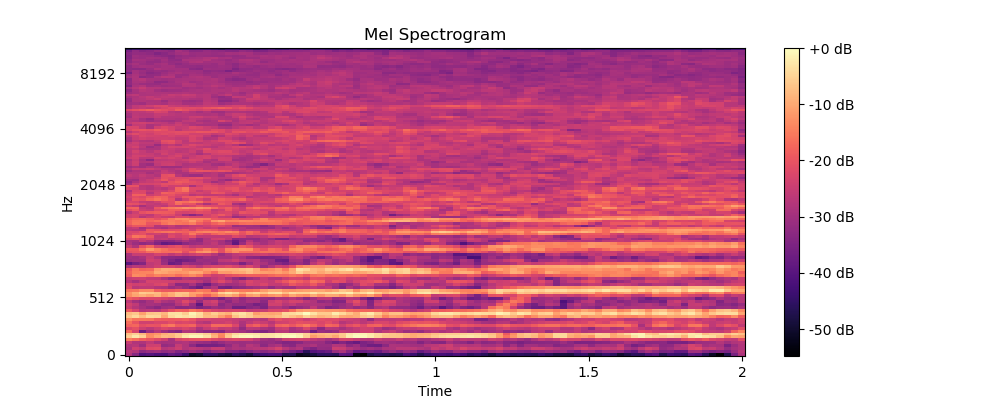 Mel Spectrogram
8192
4096
2048
1024
512
0
Hz
0
0.5
1
1.5
2
Time
+0 dB
-10 dB
-20 dB
-30 dB
-40 dB
-50 dB